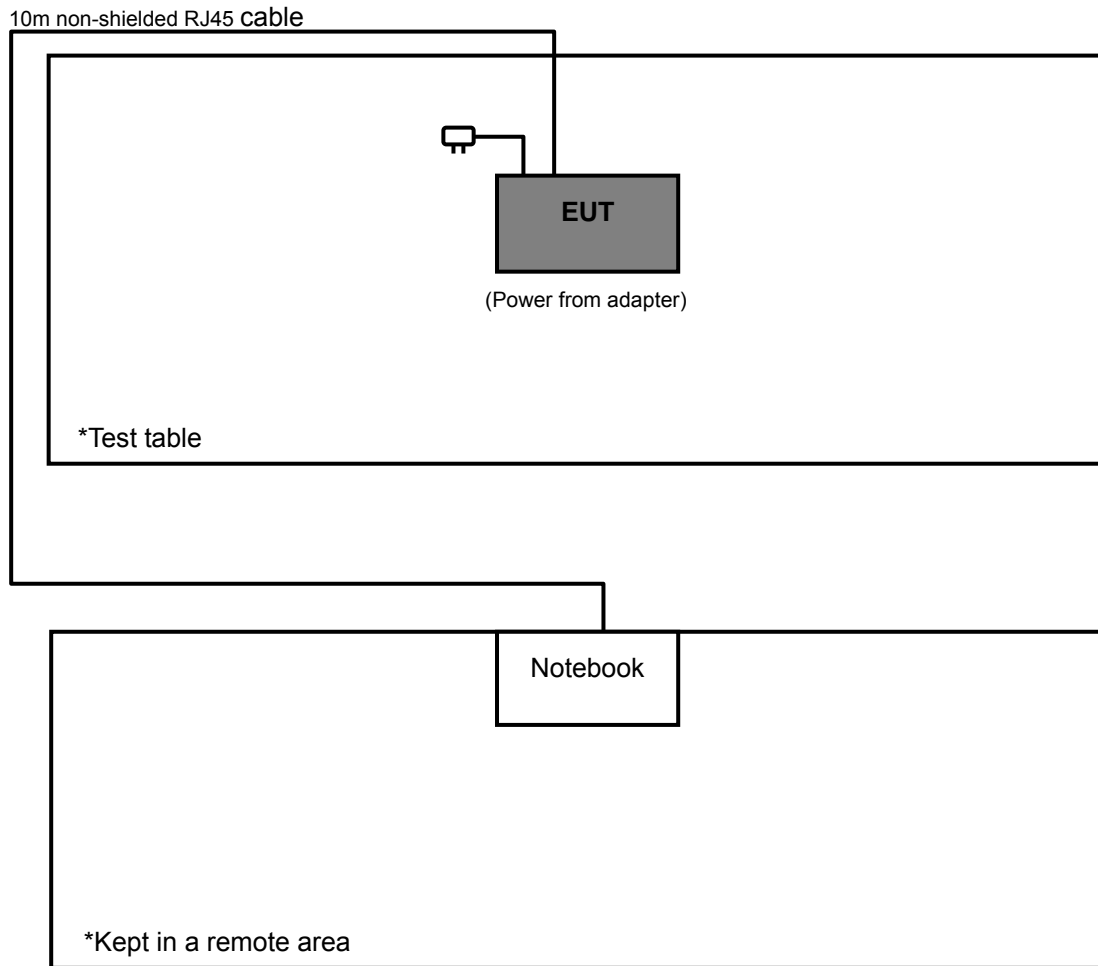 10m non-shielded RJ45 cable
EUT
(Power from adapter)
*Test table
Notebook
*Kept in a remote area